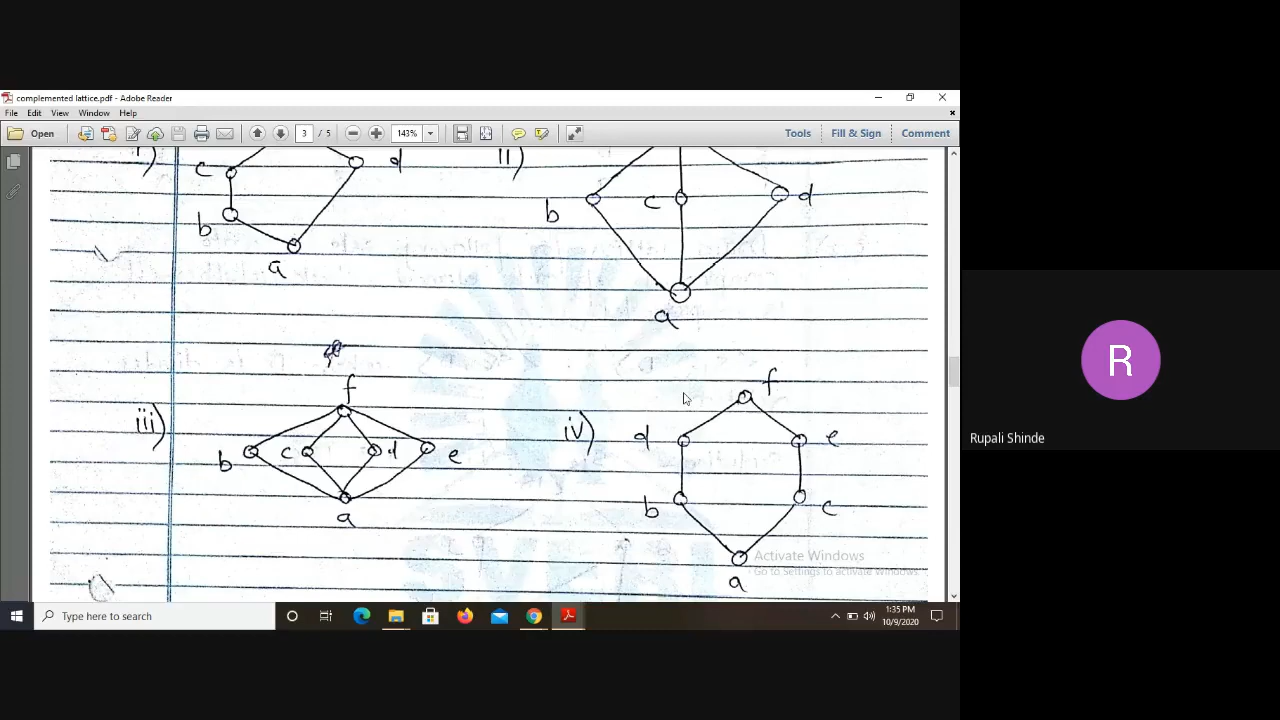 complemented lattice.pdf - Adobe Reader
File Edit View Window Help
Open 3 / 5 143% Tools Fill & Sign Comment
i) c d ii)
b c d
b
a
a
f
iii) b c d e
a
f
iv) d e
b c
a
Activate Windows
Go to Settings to activate Windows.
Type here to search
1:35 PM
10/9/2020
R
Rupali Shinde